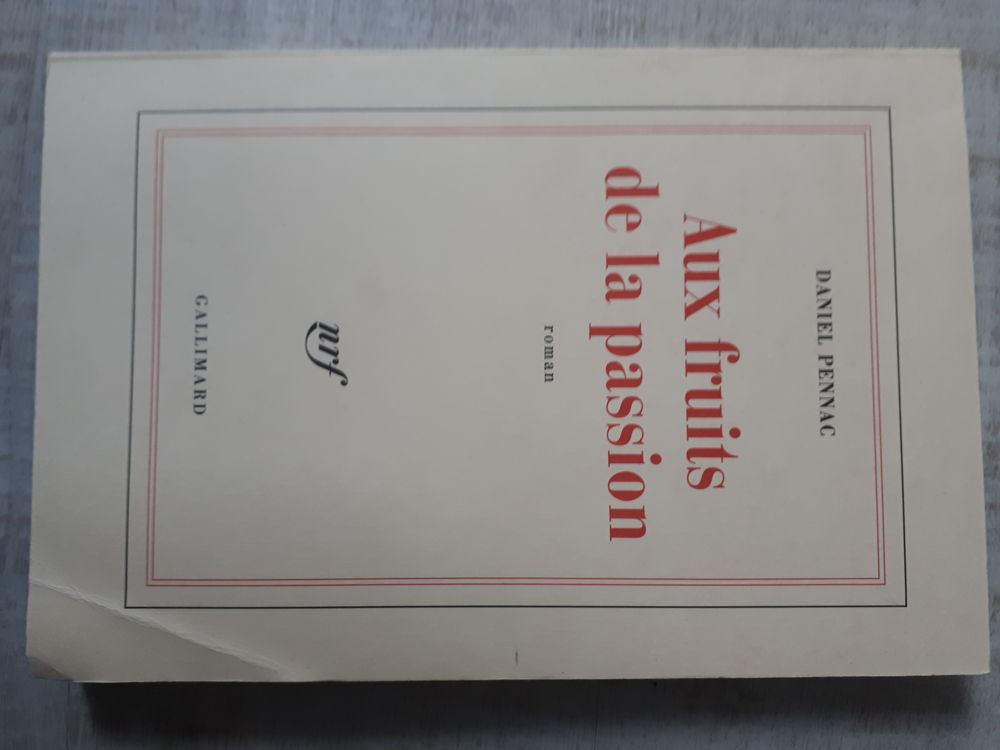 DANIEL PENNAC
Aux fruits
de la passion
roman
nrf
GALLIMARD